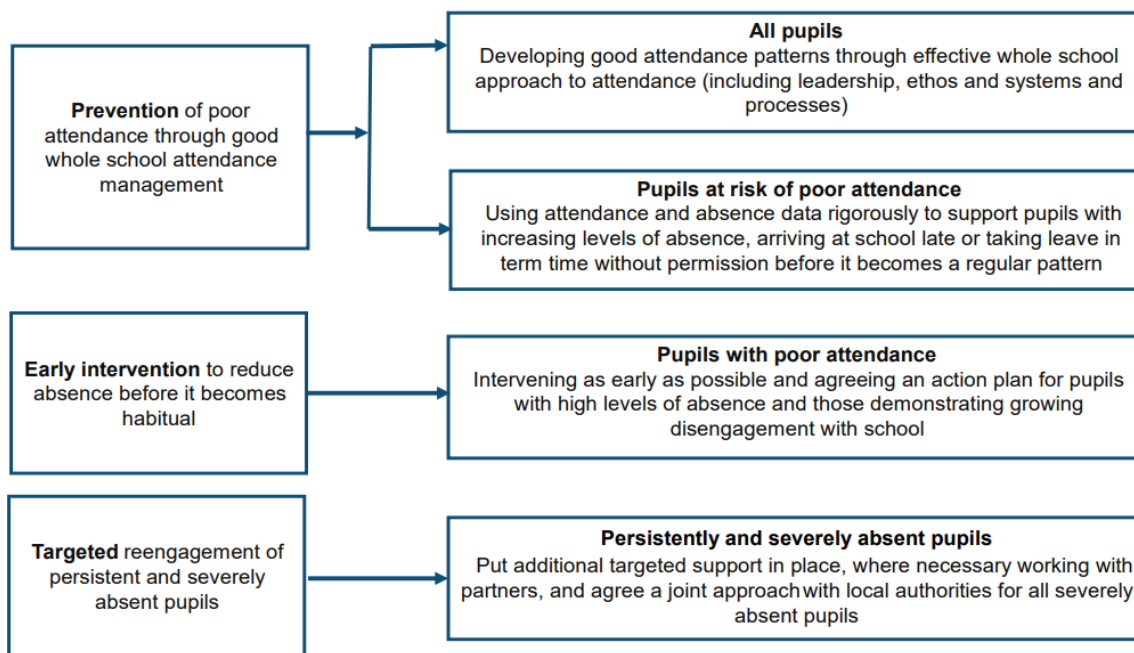 Prevention of poor
attendance through good
whole school attendance
management
All pupils
Developing good attendance patterns through effective whole school
approach to attendance (including leadership, ethos and systems and
processes)
Pupils at risk of poor attendance
Using attendance and absence data rigorously to support pupils with
increasing levels of absence, arriving at school late or taking leave in
term time without permission before it becomes a regular pattern
Early intervention to reduce
absence before it becomes
habitual
Pupils with poor attendance
Intervening as early as possible and agreeing an action plan for pupils
with high levels of absence and those demonstrating growing
disengagement with school
Targeted reengagement of
persistent and severely
absent pupils
Persistently and severely absent pupils
Put additional targeted support in place, where necessary working with
partners, and agree a joint approach with local authorities for all severely
absent pupils